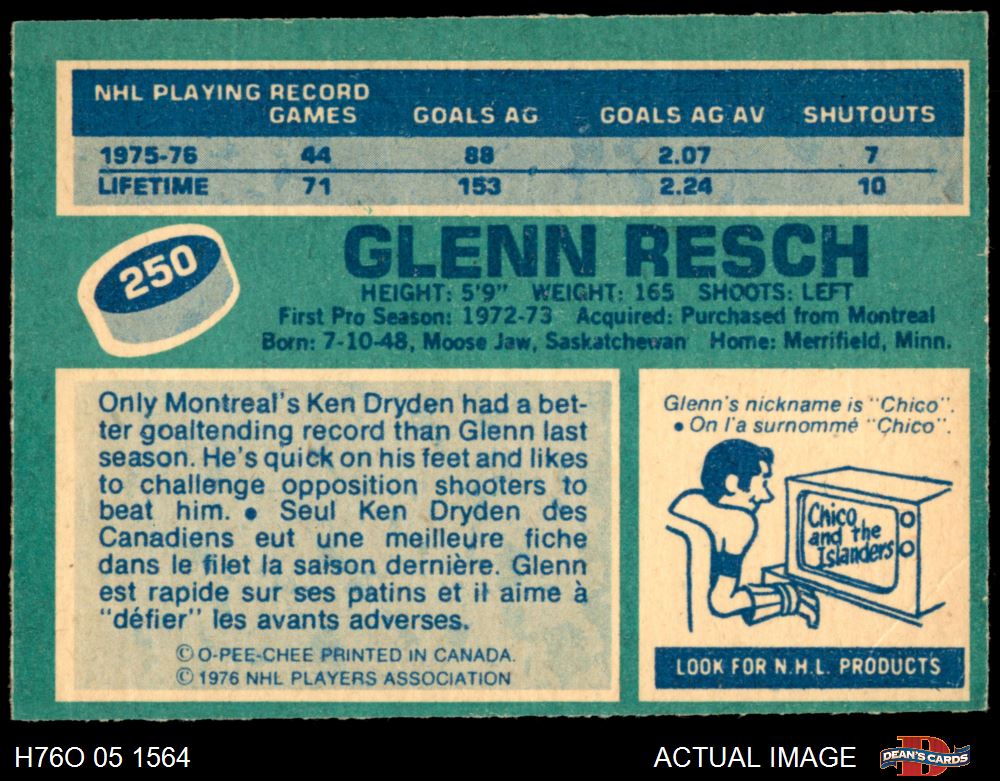 NHL PLAYING RECORD
GAMES GOALS AG GOALS AG AV SHUTOUTS
1975-76 44 88 2.07 7
LIFETIME 71 153 2.24 10
250
GLENN RESCH
HEIGHT: 5'9" WEIGHT: 165 SHOOTS: LEFT
First Pro Season: 1972-73 Acquired: Purchased from Montreal
Born: 7-10-48, Moose Jaw, Saskatchewan Home: Merrifield, Minn.
Only Montreal's Ken Dryden had a bet-
ter goaltending record than Glenn last
season. He's quick on his feet and likes
to challenge opposition shooters to
beat him. • Seul Ken Dryden des
Canadiens eut une meilleure fiche
dans le filet la saison dernière. Glenn
est rapide sur ses patins et il aime à
"défier" les avants adverses.
© O-PEE-CHEE PRINTED IN CANADA.
© 1976 NHL PLAYERS ASSOCIATION
Glenn's nickname is "Chico".
• On l'a surnommé "Chico".
Chico
and the
Islanders
LOOK FOR N.H.L. PRODUCTS
H76O 05 1564
ACTUAL IMAGE
DEAN'S CARDS